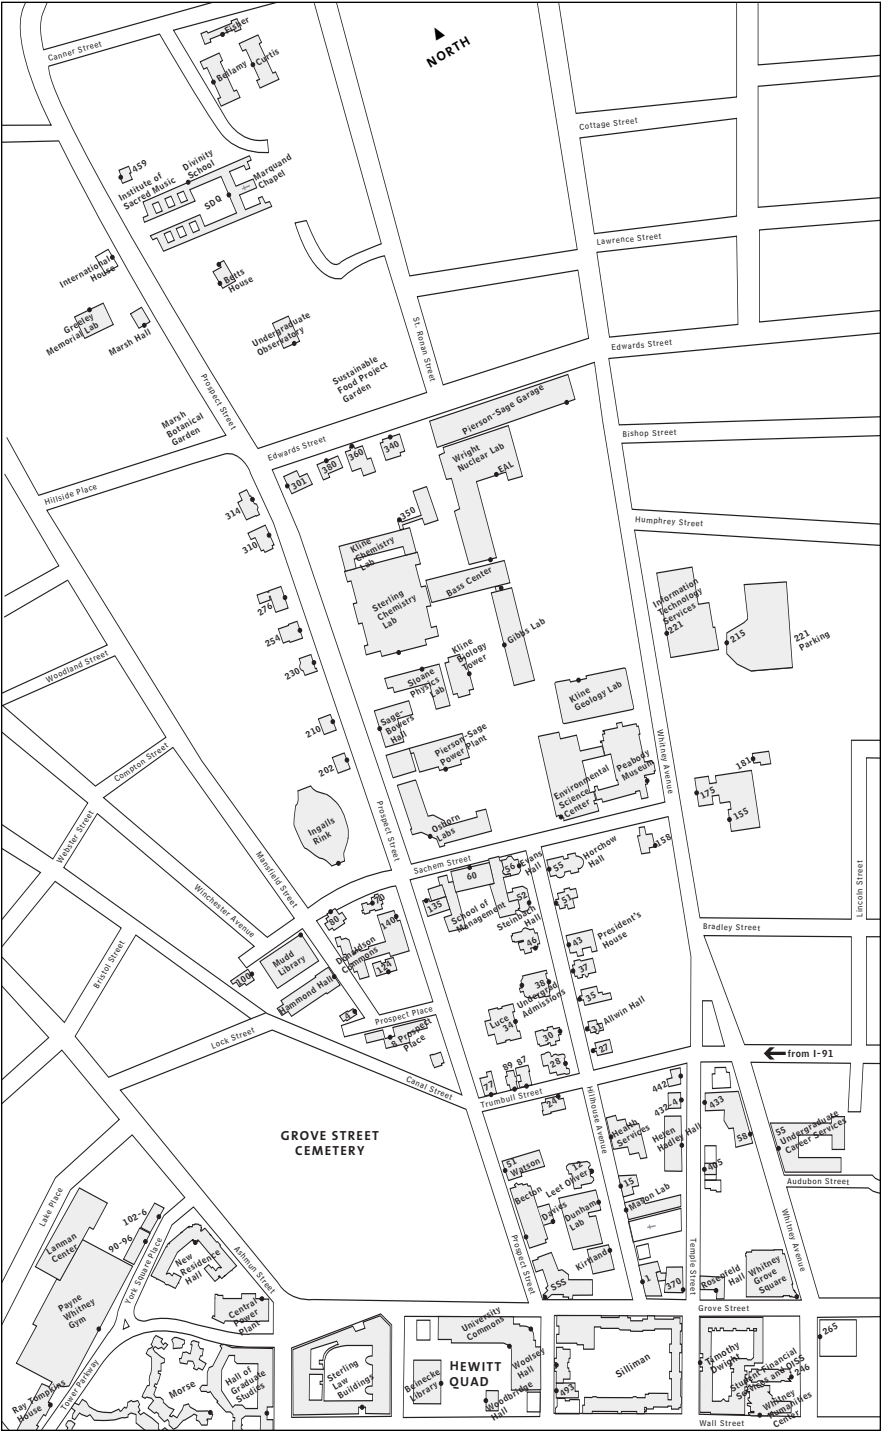 Canner Street
Fisher
Bellamy
Curtis
NORTH
Cottage Street
459
Institute of
Sacred Music
Divinity
School
SDQ
Marquand
Chapel
Lawrence Street
International
House
Betts
House
Greeley
Memorial Lab
Marsh Hall
Undergraduate
Observatory
St. Ronan Street
Edwards Street
Sustainable
Food Project
Garden
Prospect Street
Marsh
Botanical
Garden
Edwards Street
Pierson-Sage Garage
Bishop Street
Wright
Nuclear Lab
EAL
301
380
360
340
Hillside Place
314
310
350
Humphrey Street
Kline
Chemistry
Lab
Bass Center
Sterling
Chemistry
Lab
276
254
230
Information
Technology
Services
221
215
221
Parking
Gibbs Lab
Kline
Biology
Tower
Sloane
Physics
Lab
Woodland Street
Kline
Geology Lab
Sage-
Bowers
Hall
210
202
Pierson-Sage
Power Plant
Whitney Avenue
Compton Street
Environmental
Science
Center
Peabody
Museum
181
175
155
Ingalls
Rink
Prospect Street
Osborn
Labs
Webster Street
Mansfield Street
Sachem Street
158
Winchester Avenue
60
56
Evans
Hall
55
Horchow
Hall
Lincoln Street
135
School of
Management
52
Steinbach
Hall
51
80
70
140
Donaldson
Commons
124
46
43
President's
House
37
Bradley Street
Bristol Street
Mudd
Library
100
Hammond Hall
4
38
Undergrad
Admissions
35
Allwin Hall
Luce
34
Prospect Place
8 Prospect
Place
30
31
27
28
Lock Street
from I-91
Canal Street
77
89
87
Trumbull Street
24
Hillhouse Avenue
442
432-4
433
GROVE STREET
CEMETERY
Health
Services
Helen
Hadley Hall
58
55
Undergraduate
Career Services
51
Watson
12
Leet Oliver
405
Audubon Street
15
Mason Lab
Becton
Davies
Dunham
Lab
Lake Place
102-6
90-96
Lanman
Center
York Square Place
New
Residence
Hall
Ashmun Street
Prospect Street
Kirtland
Temple Street
Whitney Avenue
SSS
1
370
Rosenfeld
Hall
Whitney
Grove
Square
Payne
Whitney
Gym
Central
Power
Plant
Grove Street
University
Commons
265
Tower Parkway
Ray Tompkins
House
Morse
Hall of
Graduate
Studies
Sterling
Law
Buildings
Beinecke
Library
HEWITT
QUAD
Woolsey
Hall
Woodbridge
Hall
Silliman
493
Timothy
Dwight
Student Financial
Services and OISS
246
Whitney
Humanities
Center
Wall Street